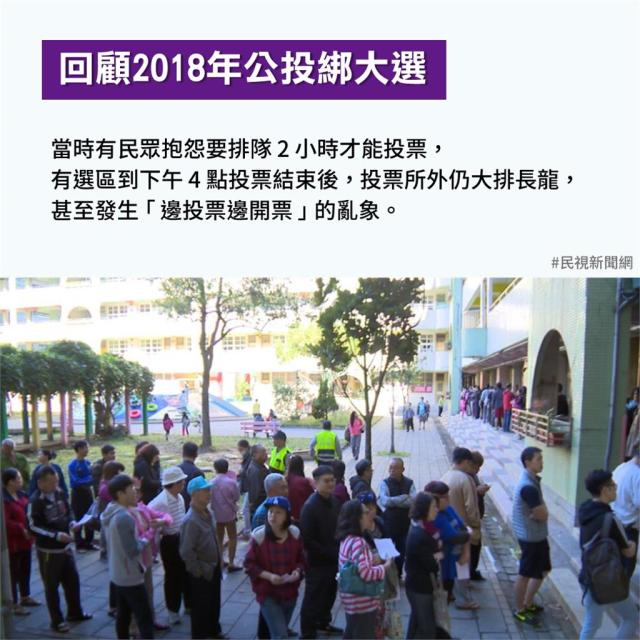 回顧2018年公投綁大選
當時有民眾抱怨要排隊2小時才能投票，
有選區到下午4點投票結束後，投票所外仍大排長龍，
甚至發生「邊投票邊開票」的亂象。
#民視新聞網